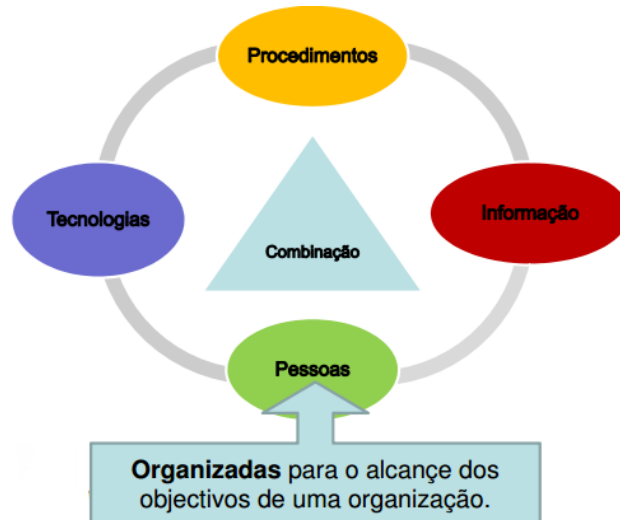 Procedimentos
Tecnologias
Informação
Combinação
Pessoas
Organizadas para o alcançe dos
objectivos de uma organização.